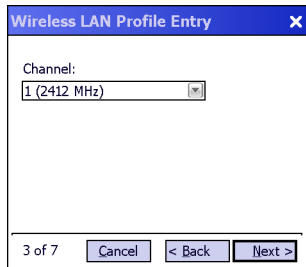 Wireless LAN Profile Entry
Channel:
1 (2412 MHz)
3 of 7 Cancel < Back Next >